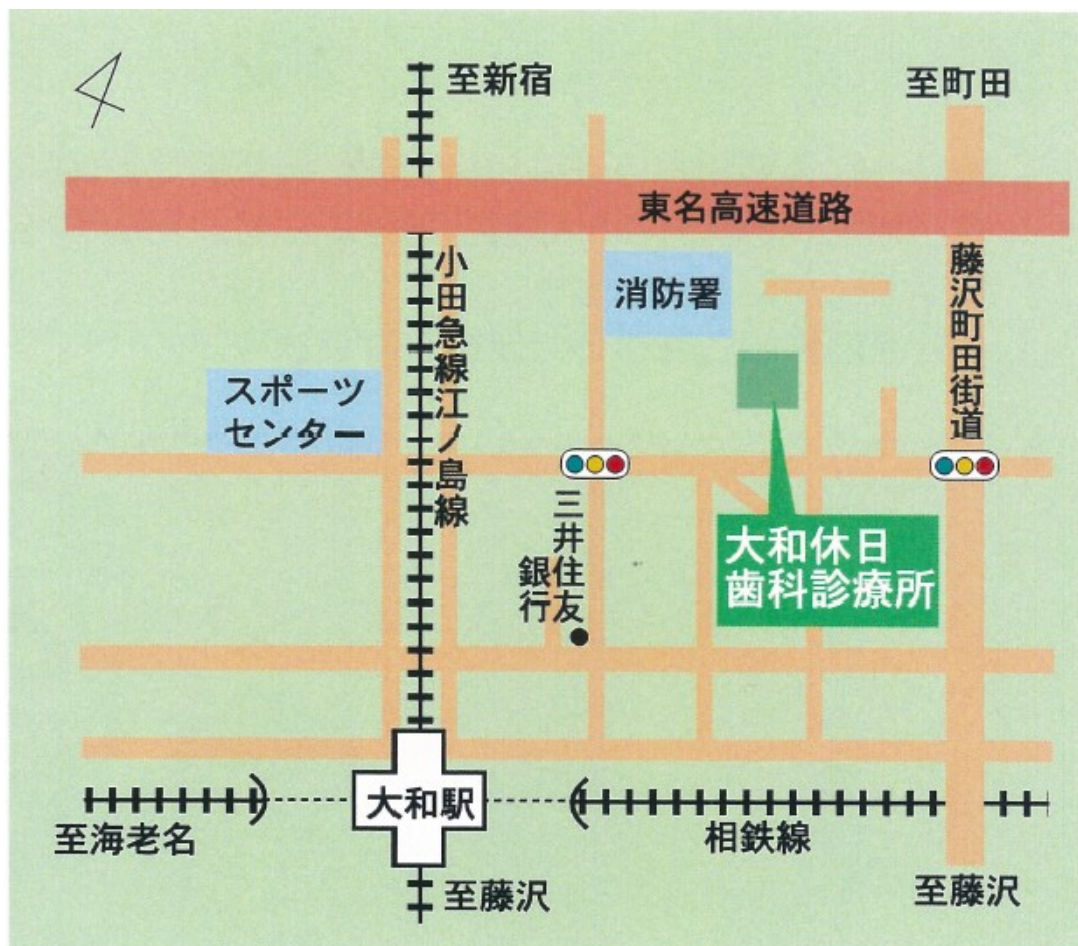 至新宿
至町田
東名高速道路
小田急線江ノ島線
消防署
藤沢町田街道
スポーツ
センター
三井住友
銀行
大和休日
歯科診療所
大和駅
至海老名
相鉄線
至藤沢
至藤沢